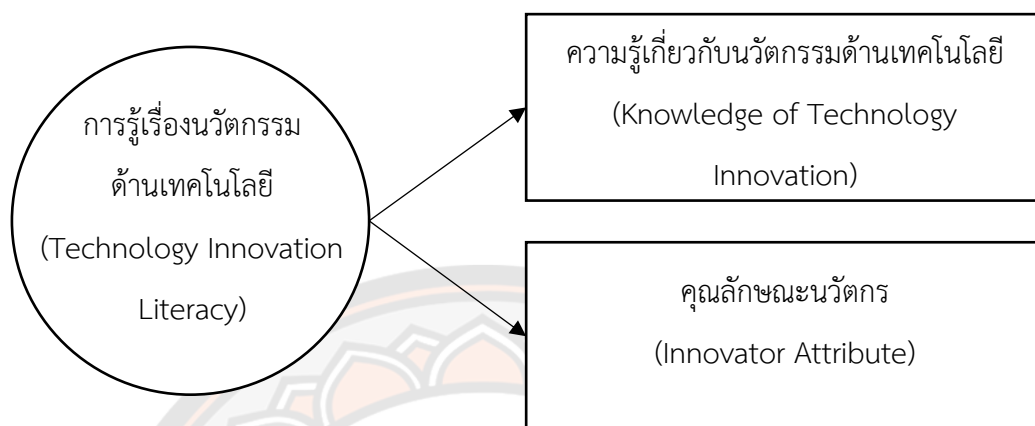 การรู้เรื่องนวัตกรรม
ด้านเทคโนโลยี
(Technology Innovation
Literacy)
ความรู้เกี่ยวกับนวัตกรรมด้านเทคโนโลยี
(Knowledge of Technology
Innovation)
คุณลักษณะนวัตกร
(Innovator Attribute)